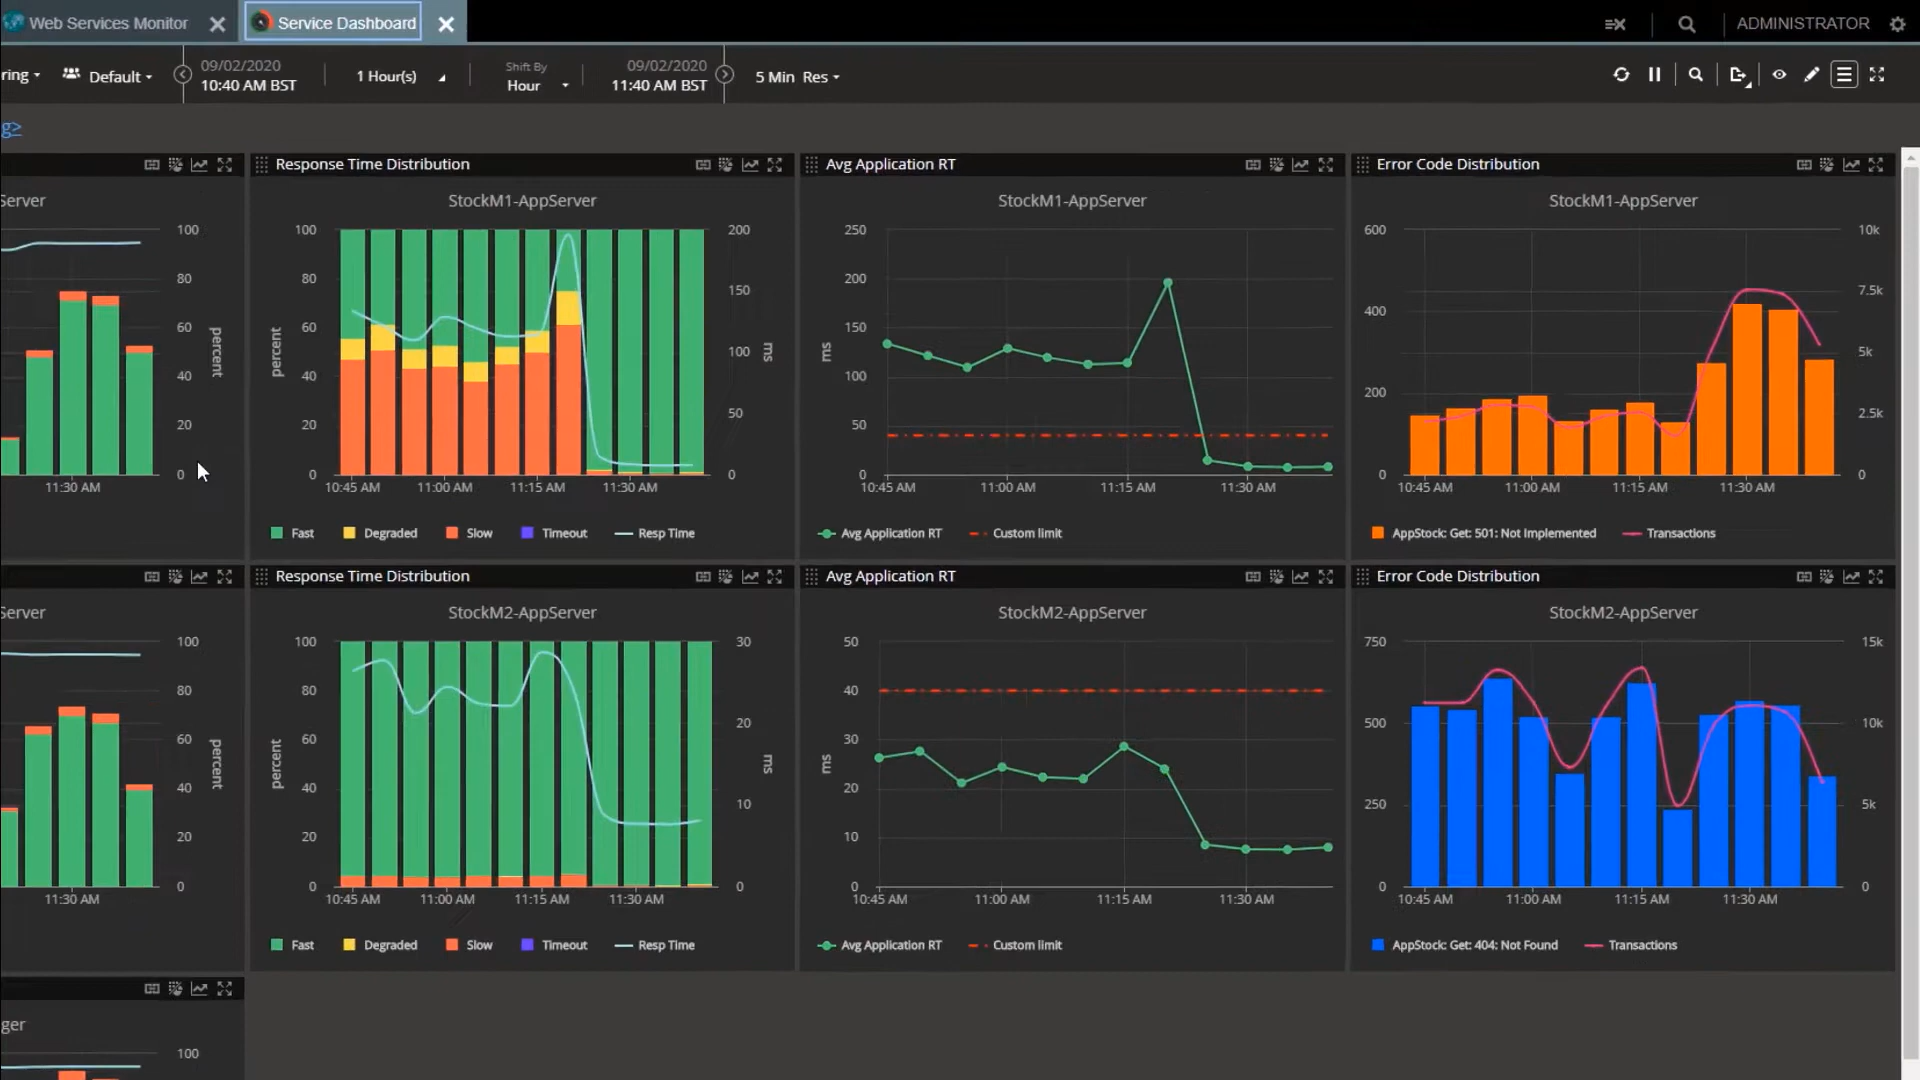 Web Services Monitor
Service Dashboard
ADMINISTRATOR
ring
Default
09/02/2020
10:40 AM BST
1 Hour(s)
Shift By
Hour
09/02/2020
11:40 AM BST
5 Min Res
g>
Server
100
80
60
40
20
0
percent
11:30 AM
Response Time Distribution
StockM1-AppServer
100
80
60
40
20
0
percent
200
150
100
50
0
ms
10:45 AM 11:00 AM 11:15 AM 11:30 AM
Fast Degraded Slow Timeout Resp Time
Avg Application RT
StockM1-AppServer
250
200
150
100
50
0
ms
10:45 AM 11:00 AM 11:15 AM 11:30 AM
Avg Application RT Custom limit
Error Code Distribution
StockM1-AppServer
600
400
200
0
10k
7.5k
5k
2.5k
0
10:45 AM 11:00 AM 11:15 AM 11:30 AM
AppStock: Get: 501: Not Implemented Transactions
Server
100
80
60
40
20
0
percent
11:30 AM
Response Time Distribution
StockM2-AppServer
100
80
60
40
20
0
percent
30
20
10
0
ms
10:45 AM 11:00 AM 11:15 AM 11:30 AM
Fast Degraded Slow Timeout Resp Time
Avg Application RT
StockM2-AppServer
50
40
30
20
10
0
ms
10:45 AM 11:00 AM 11:15 AM 11:30 AM
Avg Application RT Custom limit
Error Code Distribution
StockM2-AppServer
750
500
250
0
15k
10k
5k
0
10:45 AM 11:00 AM 11:15 AM 11:30 AM
AppStock: Get: 404: Not Found Transactions
ger
100